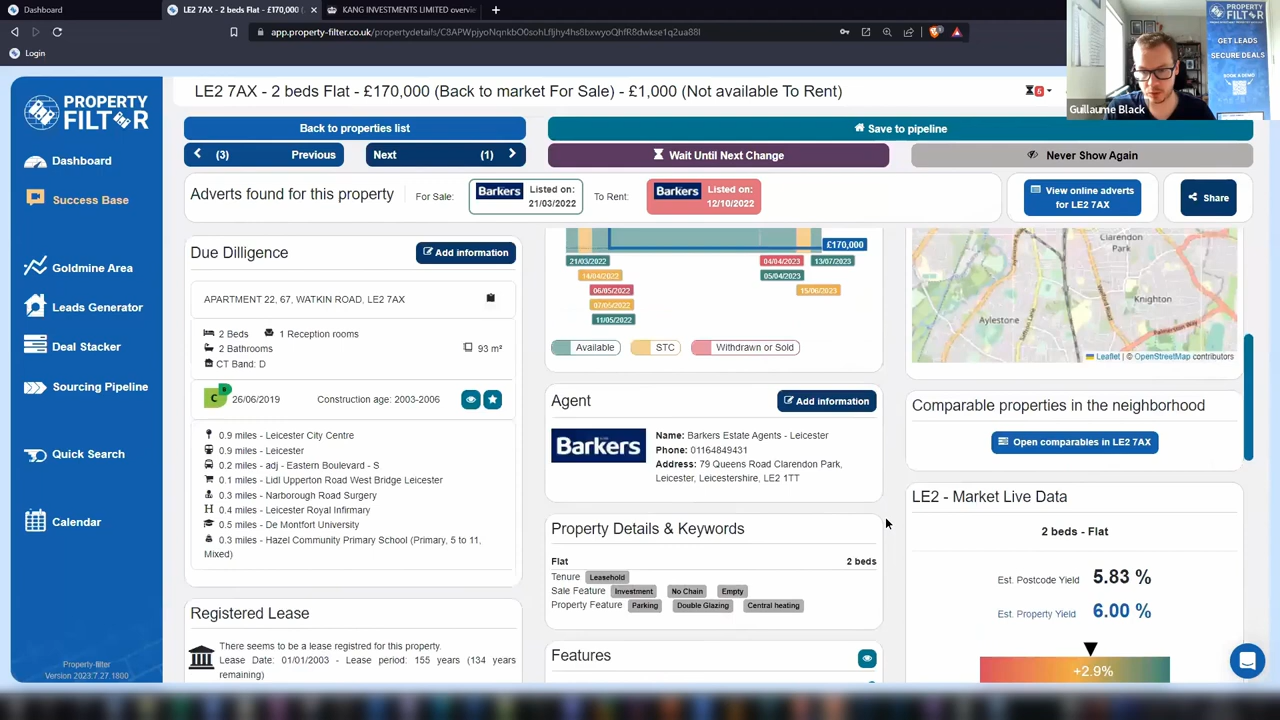 Dashboard
LE2 7AX - 2 beds Flat - £170,000 (
KANG INVESTMENTS LIMITED overvie
app.property-filter.co.uk/propertydetails/
Login
PROPERTY
FILTER
GET LEADS
SECURE DEALS
BOOK A DEMO
Guillaume Black
PROPERTY
FILTER
LE2 7AX - 2 beds Flat - £170,000 (Back to market For Sale) - £1,000 (Not available To Rent)
6
Back to properties list
Save to pipeline
(3) Previous
Next (1)
Wait Until Next Change
Never Show Again
Adverts found for this property
For Sale:
Barkers
Listed on:
21/03/2022
To Rent:
Barkers
Listed on:
12/10/2022
View online adverts
for LE2 7AX
Share
Dashboard
Success Base
Goldmine Area
Leads Generator
Deal Stacker
Sourcing Pipeline
Quick Search
Calendar
Property-filter
Version 2023.7.27.1800
Due Dilligence
Add information
APARTMENT 22, 67, WATKIN ROAD, LE2 7AX
2 Beds 1 Reception rooms
2 Bathrooms 93 m²
CT Band: D
C
26/06/2019 Construction age: 2003-2006
0.9 miles - Leicester City Centre
0.9 miles - Leicester
0.2 miles - adj - Eastern Boulevard - S
0.1 miles - Lidl Upperton Road West Bridge Leicester
0.3 miles - Narborough Road Surgery
0.4 miles - Leicester Royal Infirmary
0.5 miles - De Montfort University
0.3 miles - Hazel Community Primary School (Primary, 5 to 11,
Mixed)
Registered Lease
There seems to be a lease registred for this property.
Lease Date: 01/01/2003 - Lease period: 155 years (134 years
remaining)
£170,000
21/03/2022
04/04/2023
13/07/2023
14/04/2022
05/04/2023
06/05/2022
15/06/2023
11/05/2022
Available
STC
Withdrawn or Sold
Agent
Add information
Barkers
Name: Barkers Estate Agents - Leicester
Phone: 01164849431
Address: 79 Queens Road Clarendon Park,
Leicester, Leicestershire, LE2 1TT
Property Details & Keywords
Flat 2 beds
Tenure Leasehold
Sale Feature Investment No Chain Empty
Property Feature Parking Double Glazing Central heating
Features
Clarendon
Park
Knighton
Aylestone
Leaflet | © OpenStreetMap contributors
Comparable properties in the neighborhood
Open comparables in LE2 7AX
LE2 - Market Live Data
2 beds - Flat
Est. Postcode Yield 5.83 %
Est. Property Yield 6.00 %
+2.9%